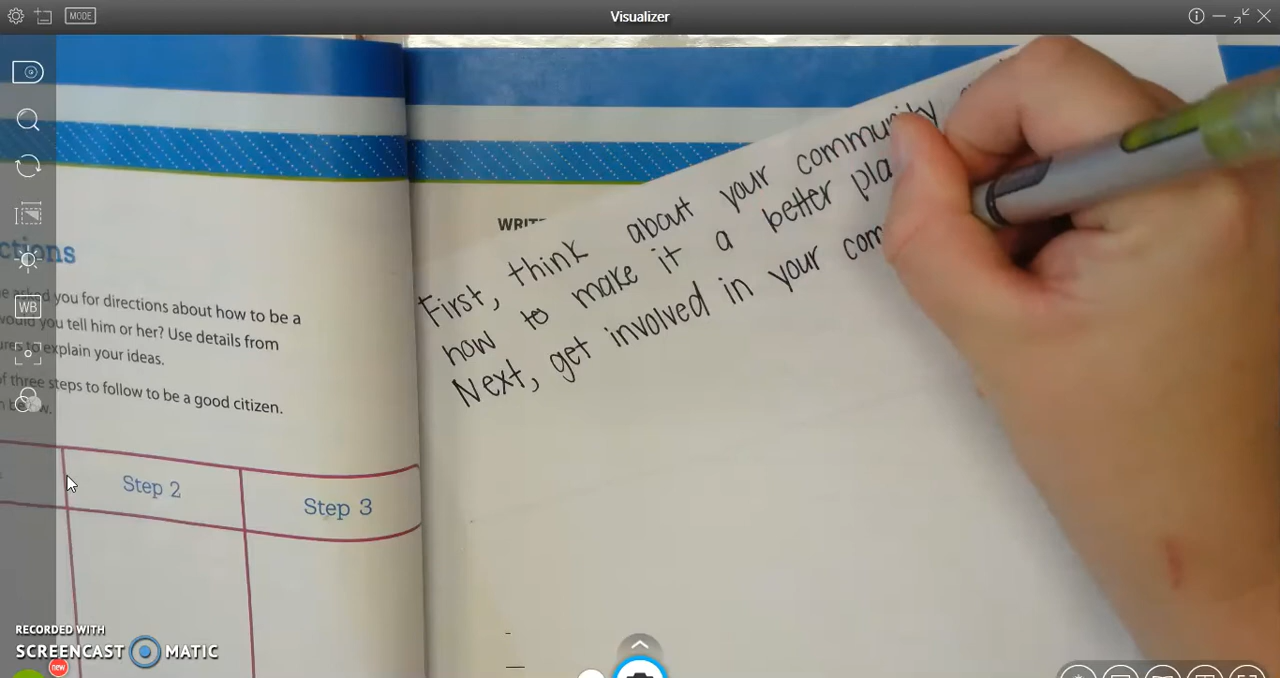 MODE
Visualizer
ctions
asked you for directions about how to be a
would you tell him or her? Use details from
to explain your ideas.
of three steps to follow to be a good citizen.
Step 2
Step 3
First, think about your community
how to make it a better pla
Next, get involved in your com
WB
RECORDED WITH
SCREENCAST MATIC
new